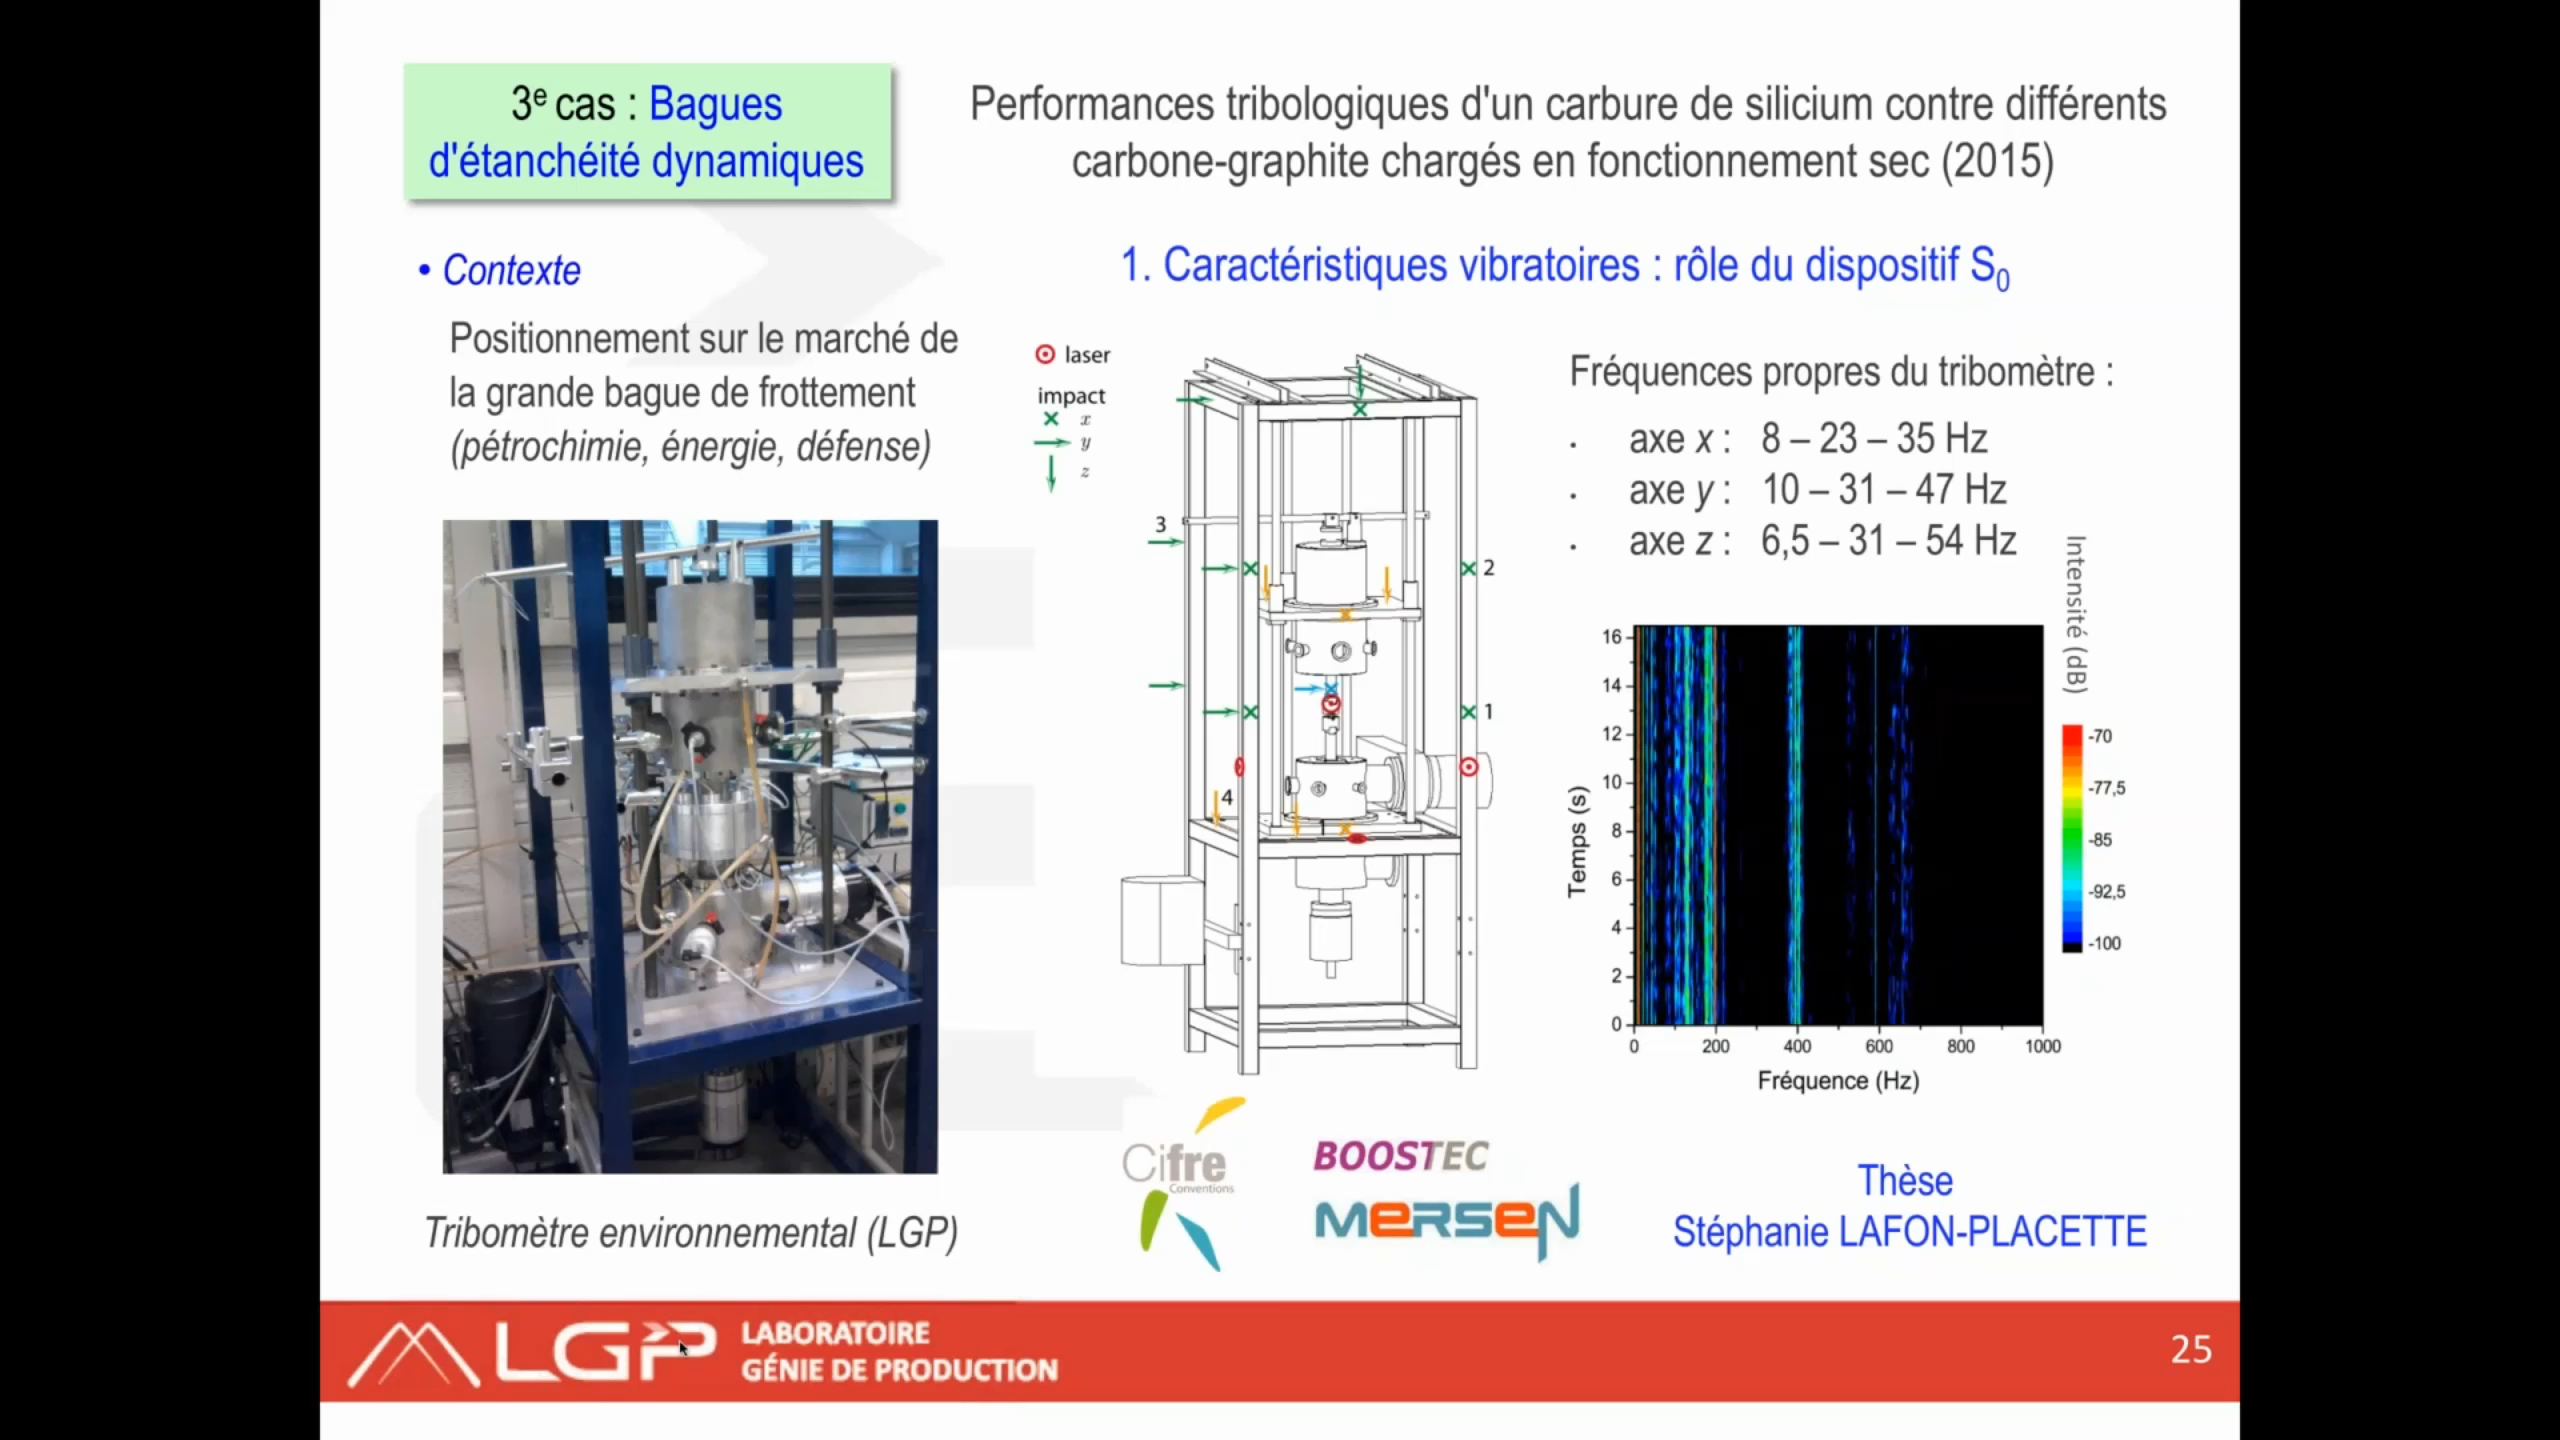 3e cas : Bagues
d'étanchéité dynamiques
Performances tribologiques d'un carbure de silicium contre différents
carbone-graphite chargés en fonctionnement sec (2015)
• Contexte
Positionnement sur le marché de
la grande bague de frottement
(pétrochimie, énergie, défense)
Tribomètre environnemental (LGP)
1. Caractéristiques vibratoires : rôle du dispositif S0
laser
impact
x
y
z
3
2
1
4
Fréquences propres du tribomètre :
. axe x : 8 – 23 – 35 Hz
. axe y : 10 – 31 – 47 Hz
. axe z : 6,5 – 31 – 54 Hz
Temps (s)
16
14
12
10
8
6
4
2
0
0 200 400 600 800 1000
Fréquence (Hz)
Intensité (dB)
-70
-77,5
-85
-92,5
-100
Cifre
Conventions
BOOSTEC
MERSEN
Thèse
Stéphanie LAFON-PLACETTE
LGP
LABORATOIRE
GÉNIE DE PRODUCTION
25